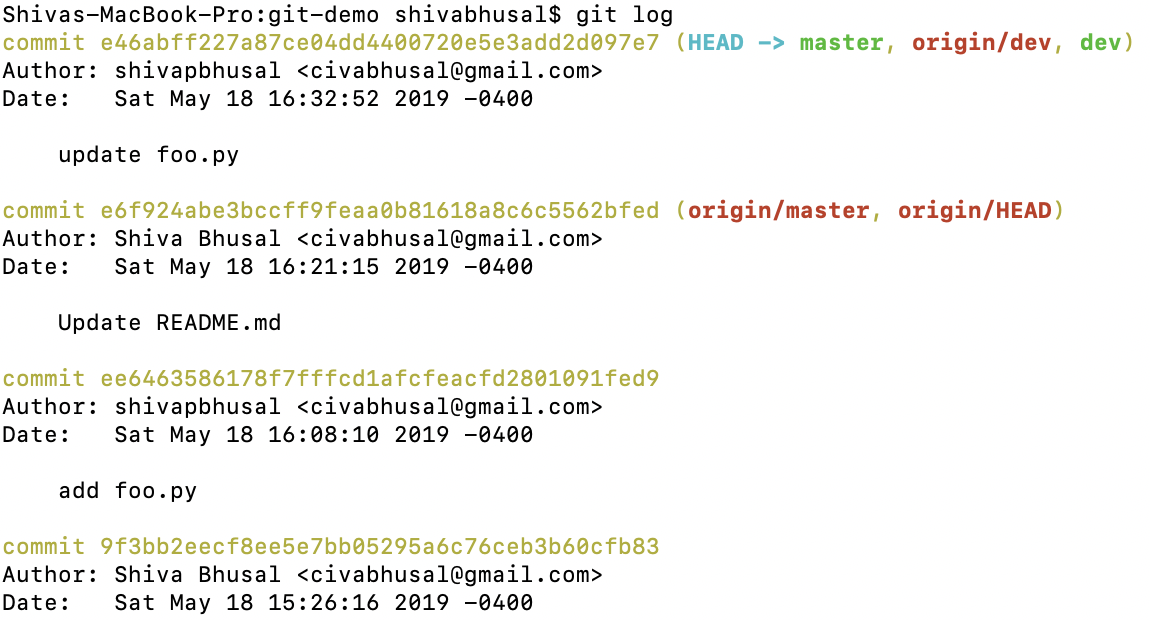 Shivas-MacBook-Pro:git-demo shivabhusal$ git log
commit e46abff227a87ce04dd4400720e5e3add2d097e7 (HEAD -> master, origin/dev, dev)
Author: shivapbhusal <civabhusal@gmail.com>
Date:   Sat May 18 16:32:52 2019 -0400
    update foo.py
commit e6f924abe3bccff9feaa0b81618a8c6c5562bfed (origin/master, origin/HEAD)
Author: Shiva Bhusal <civabhusal@gmail.com>
Date:   Sat May 18 16:21:15 2019 -0400
    Update README.md
commit ee6463586178f7fffcd1afcfeacfd2801091fed9
Author: shivapbhusal <civabhusal@gmail.com>
Date:   Sat May 18 16:08:10 2019 -0400
    add foo.py
commit 9f3bb2eecf8ee5e7bb05295a6c76ceb3b60cfb83
Author: Shiva Bhusal <civabhusal@gmail.com>
Date:   Sat May 18 15:26:16 2019 -0400